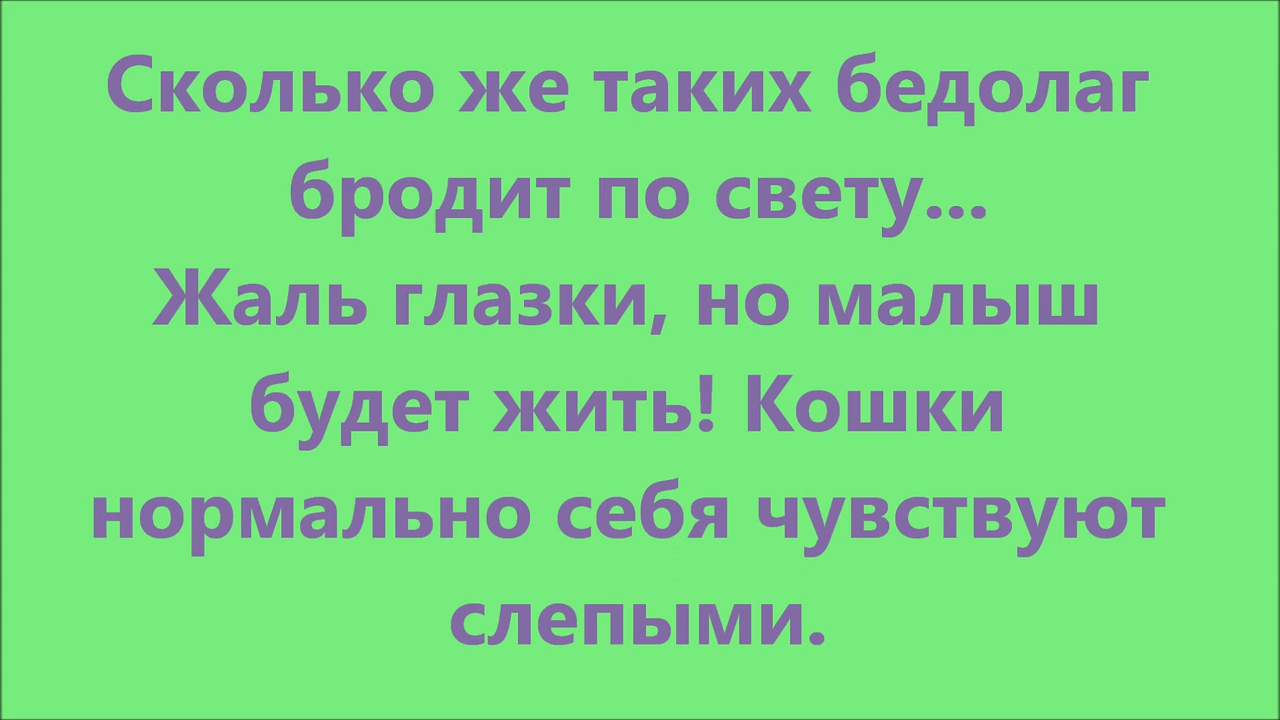 Сколько же таких бедолаг
бродит по свету...
Жаль глазки, но малыш
будет жить! Кошки
нормально себя чувствуют
слепыми.